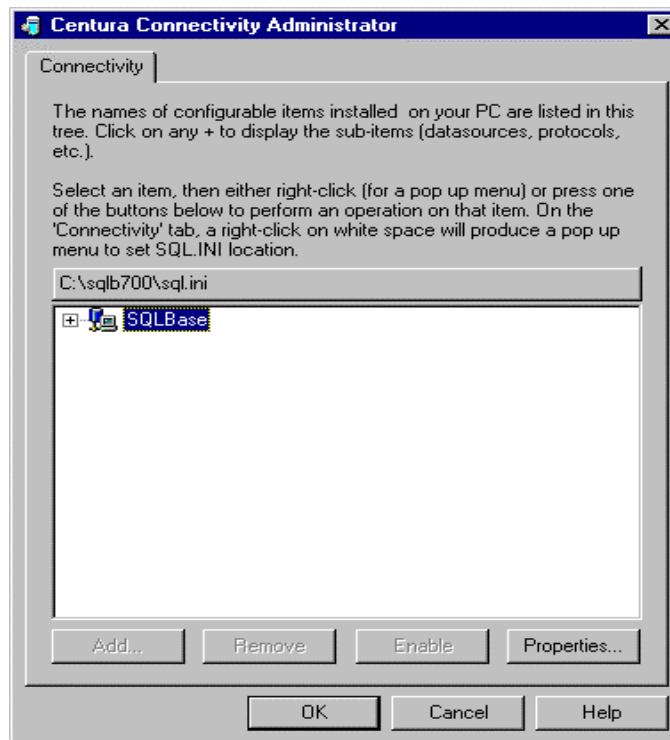 Centura Connectivity Administrator
Connectivity
The names of configurable items installed on your PC are listed in this
tree. Click on any + to display the sub-items (datasources, protocols,
etc.).
Select an item, then either right-click (for a pop up menu) or press one
of the buttons below to perform an operation on that item. On the
'Connectivity' tab, a right-click on white space will produce a pop up
menu to set SQL.INI location.
C:\sqlb700\sql.ini
SQLBase
Add... Remove Enable Properties...
OK Cancel Help